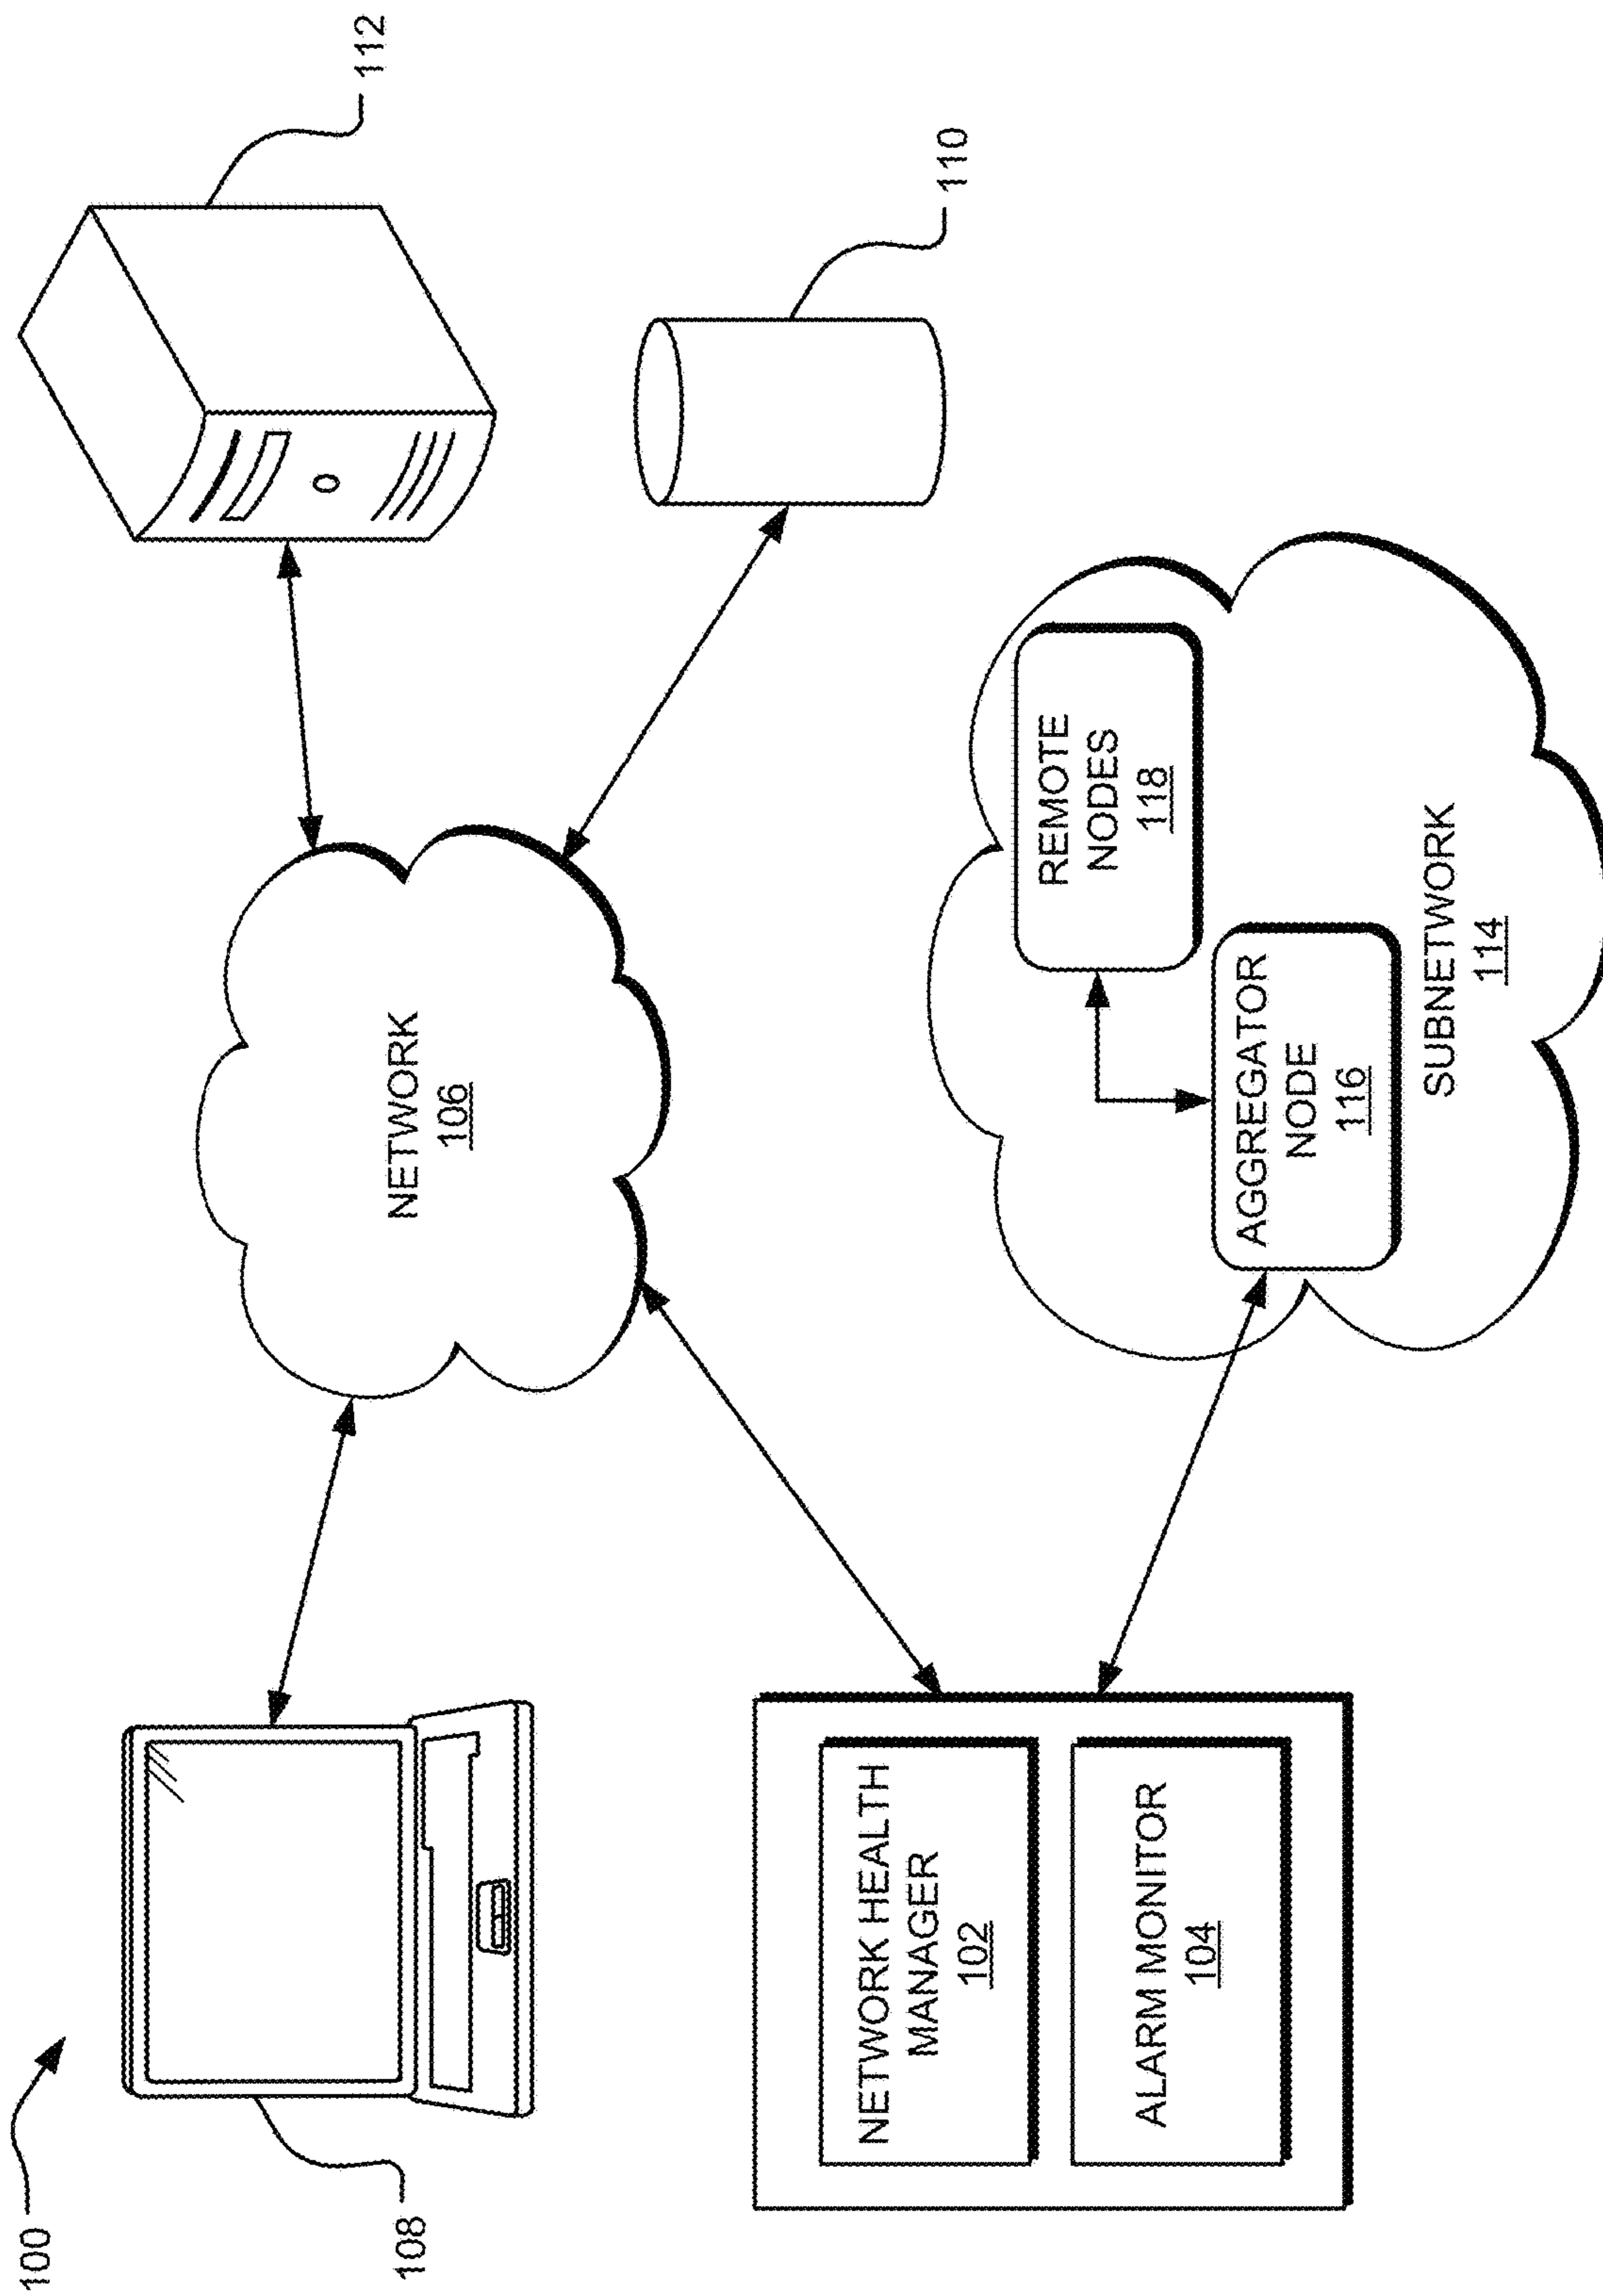 100
108
112
NETWORK
106
110
NETWORK HEALTH
MANAGER
102
ALARM MONITOR
104
REMOTE
NODES
118
AGGREGATOR
NODE
116
SUBNETWORK
114